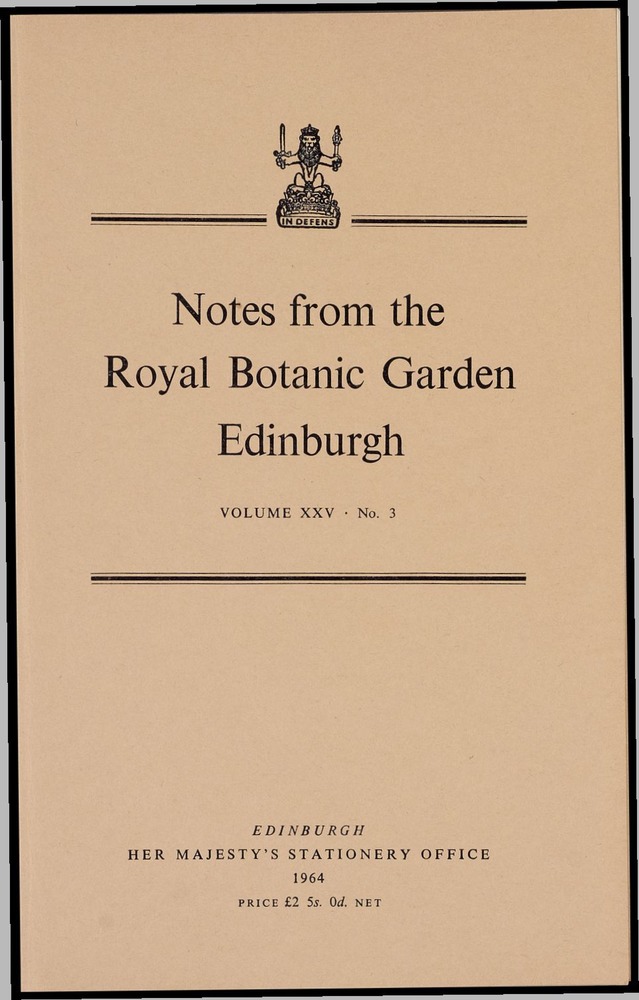 IN DEFENS
Notes from the
Royal Botanic Garden
Edinburgh
VOLUME XXV · No. 3
EDINBURGH
HER MAJESTY'S STATIONERY OFFICE
1964
PRICE £2 5s. 0d. NET